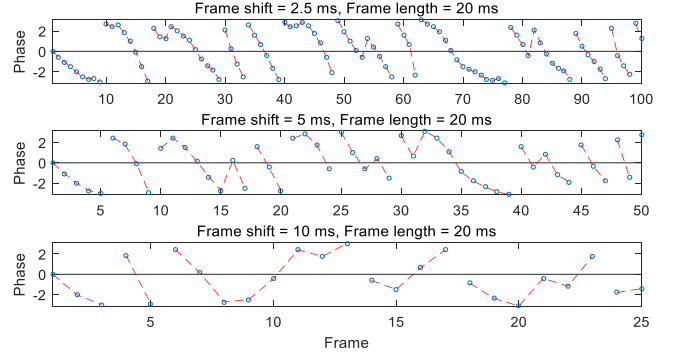 Frame shift = 2.5 ms, Frame length = 20 ms
Phase
2
0
-2
10 20 30 40 50 60 70 80 90 100
Frame shift = 5 ms, Frame length = 20 ms
Phase
2
0
-2
5 10 15 20 25 30 35 40 45 50
Frame shift = 10 ms, Frame length = 20 ms
Phase
2
0
-2
5 10 15 20 25
Frame